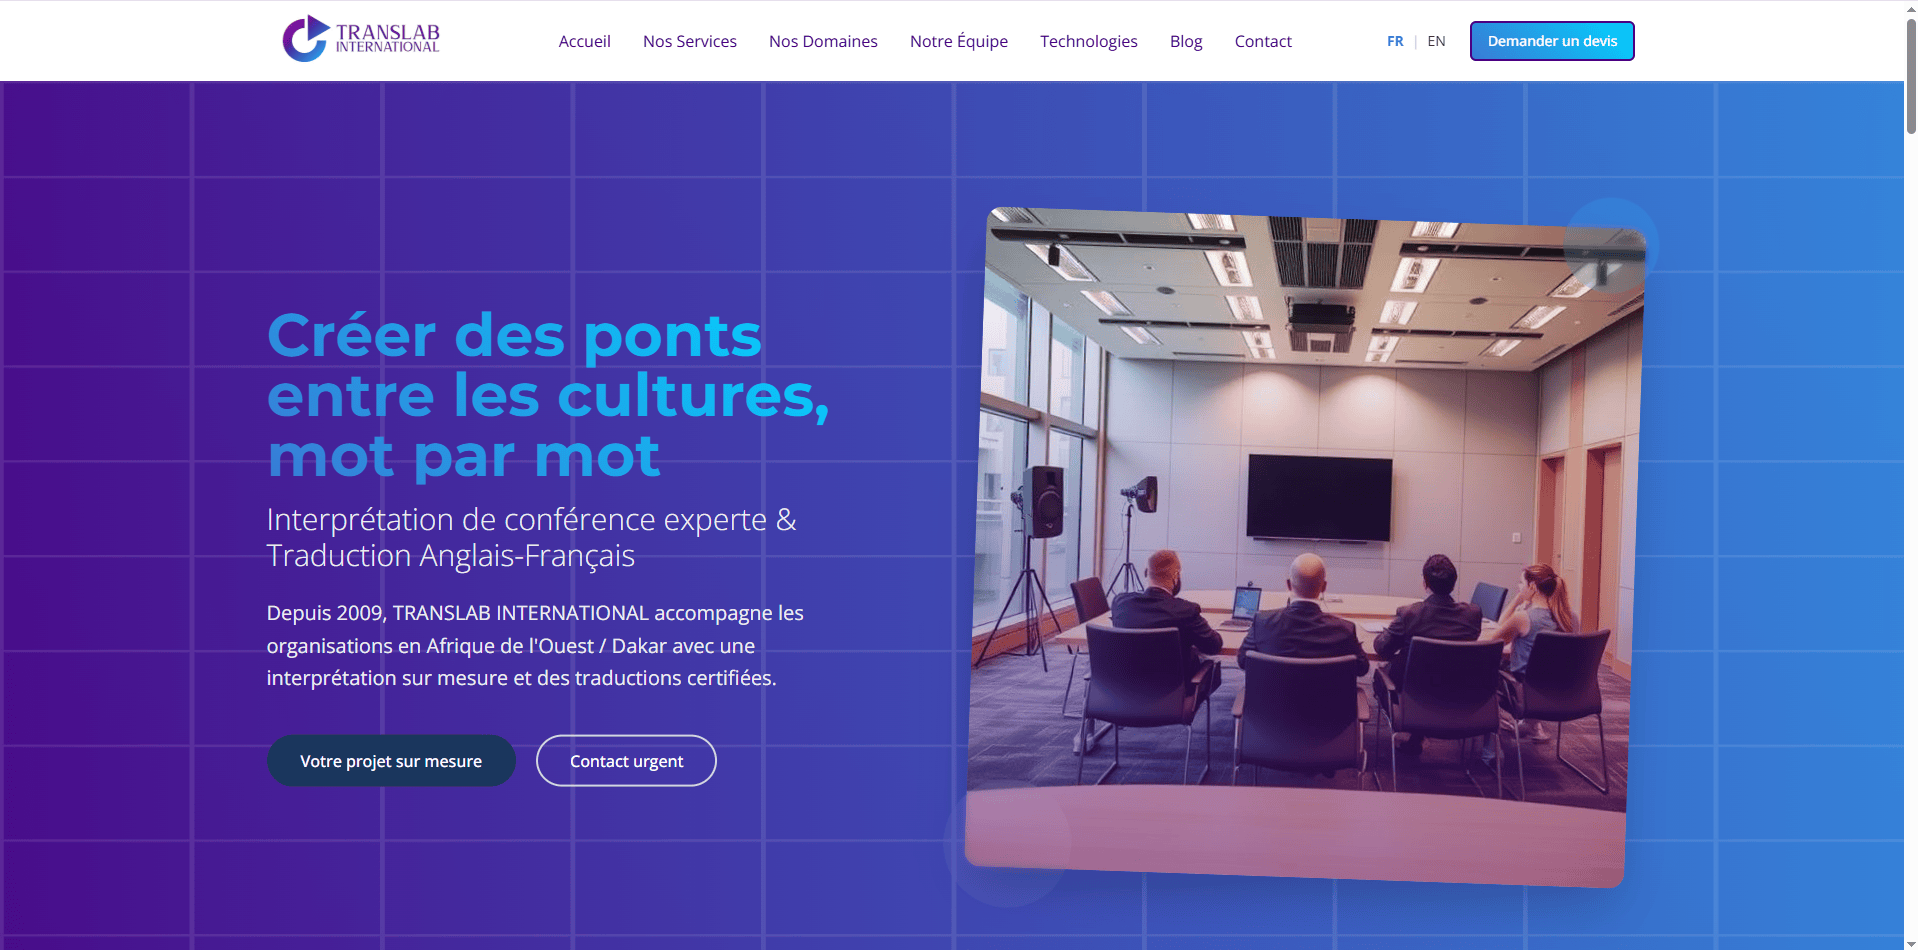 TRANSLAB
INTERNATIONAL
Accueil
Nos Services
Nos Domaines
Notre Équipe
Technologies
Blog
Contact
FR | EN
Demander un devis
Créer des ponts
entre les cultures,
mot par mot
Interprétation de conférence experte &
Traduction Anglais-Français
Depuis 2009, TRANSLAB INTERNATIONAL accompagne les
organisations en Afrique de l'Ouest / Dakar avec une
interprétation sur mesure et des traductions certifiées.
Votre projet sur mesure
Contact urgent